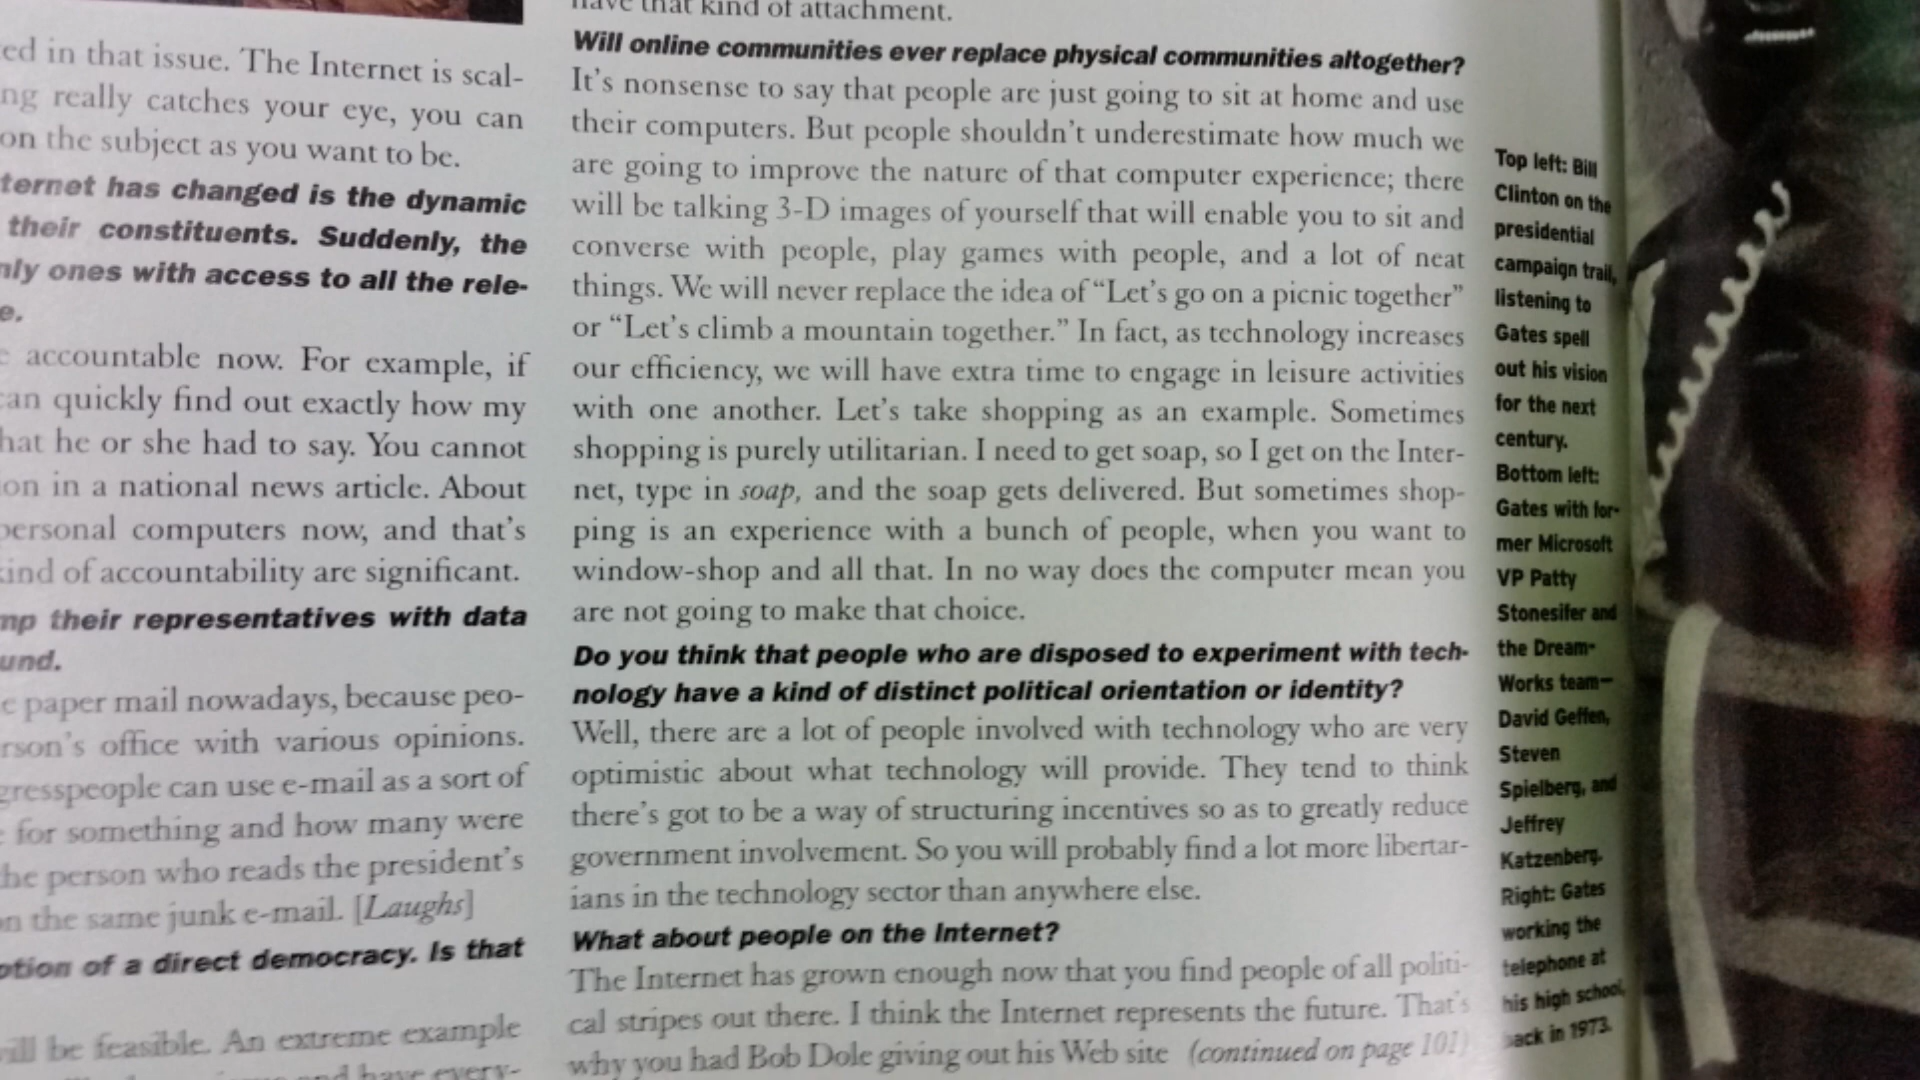 ed in that issue. The Internet is scal-
ng really catches your eye, you can
on the subject as you want to be.
ternet has changed is the dynamic
their constituents. Suddenly, the
nly ones with access to all the rele-
e.
accountable now. For example, if
can quickly find out exactly how my
hat he or she had to say. You cannot
on in a national news article. About
personal computers now, and that's
kind of accountability are significant.
mp their representatives with data
und.
e paper mail nowadays, because peo-
rson's office with various opinions.
gresspeople can use e-mail as a sort of
for something and how many were
he person who reads the president's
on the same junk e-mail. [Laughs]
ption of a direct democracy. Is that
will be feasible. An extreme example
and have every-
have that kind of attachment.
Will online communities ever replace physical communities altogether?
It's nonsense to say that people are just going to sit at home and use
their computers. But people shouldn't underestimate how much we
are going to improve the nature of that computer experience; there
will be talking 3-D images of yourself that will enable you to sit and
converse with people, play games with people, and a lot of neat
things. We will never replace the idea of “Let's go on a picnic together”
or “Let's climb a mountain together.” In fact, as technology increases
our efficiency, we will have extra time to engage in leisure activities
with one another. Let's take shopping as an example. Sometimes
shopping is purely utilitarian. I need to get soap, so I get on the Inter-
net, type in soap, and the soap gets delivered. But sometimes shop-
ping is an experience with a bunch of people, when you want to
window-shop and all that. In no way does the computer mean you
are not going to make that choice.
Do you think that people who are disposed to experiment with tech-
nology have a kind of distinct political orientation or identity?
Well, there are a lot of people involved with technology who are very
optimistic about what technology will provide. They tend to think
there's got to be a way of structuring incentives so as to greatly reduce
government involvement. So you will probably find a lot more libertar-
ians in the technology sector than anywhere else.
What about people on the Internet?
The Internet has grown enough now that you find people of all politi-
cal stripes out there. I think the Internet represents the future. That's
why you had Bob Dole giving out his Web site (continued on page 101)
Top left: Bill
Clinton on the
presidential
campaign trail,
listening to
Gates spell
out his vision
for the next
century.
Bottom left:
Gates with for-
mer Microsoft
VP Patty
Stonesifer and
the Dream-
Works team—
David Geffen,
Steven
Spielberg, and
Jeffrey
Katzenberg.
Right: Gates
working the
telephone at
his high school,
back in 1973.